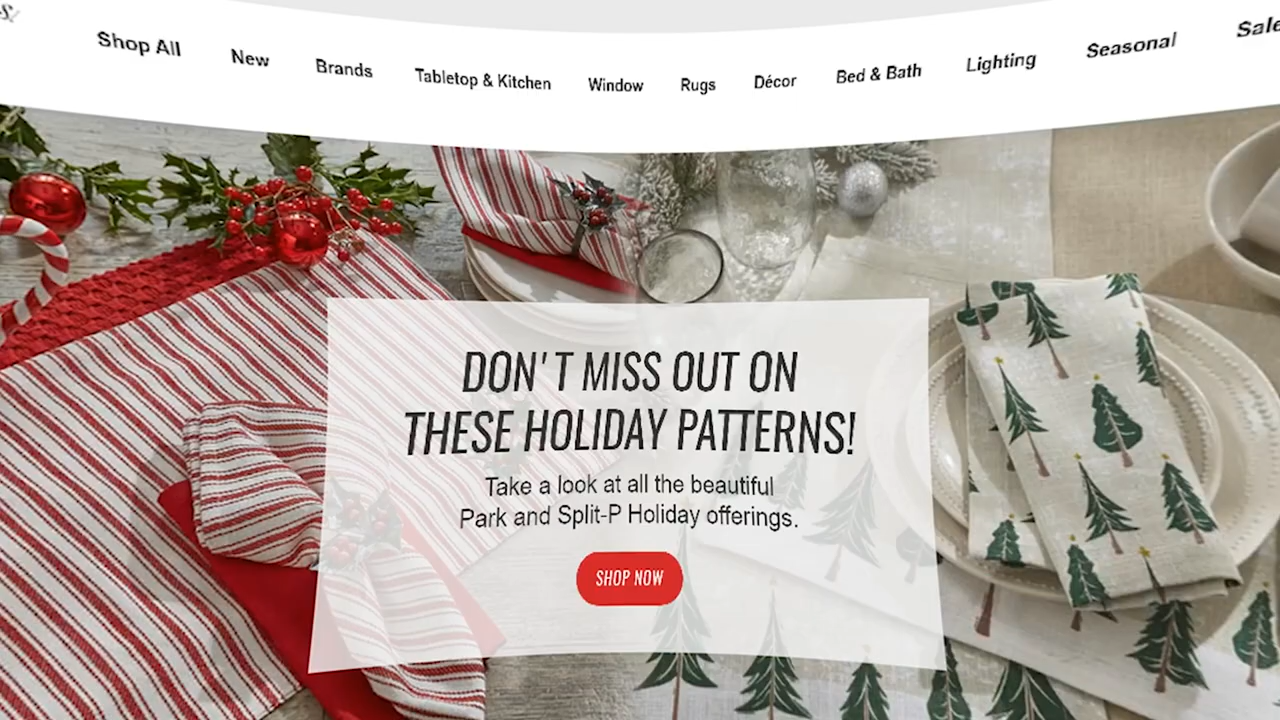 Shop All New Brands Tabletop & Kitchen Window Rugs Décor Bed & Bath Lighting Seasonal Sale
DON'T MISS OUT ON
THESE HOLIDAY PATTERNS!
Take a look at all the beautiful
Park and Split-P Holiday offerings.
SHOP NOW